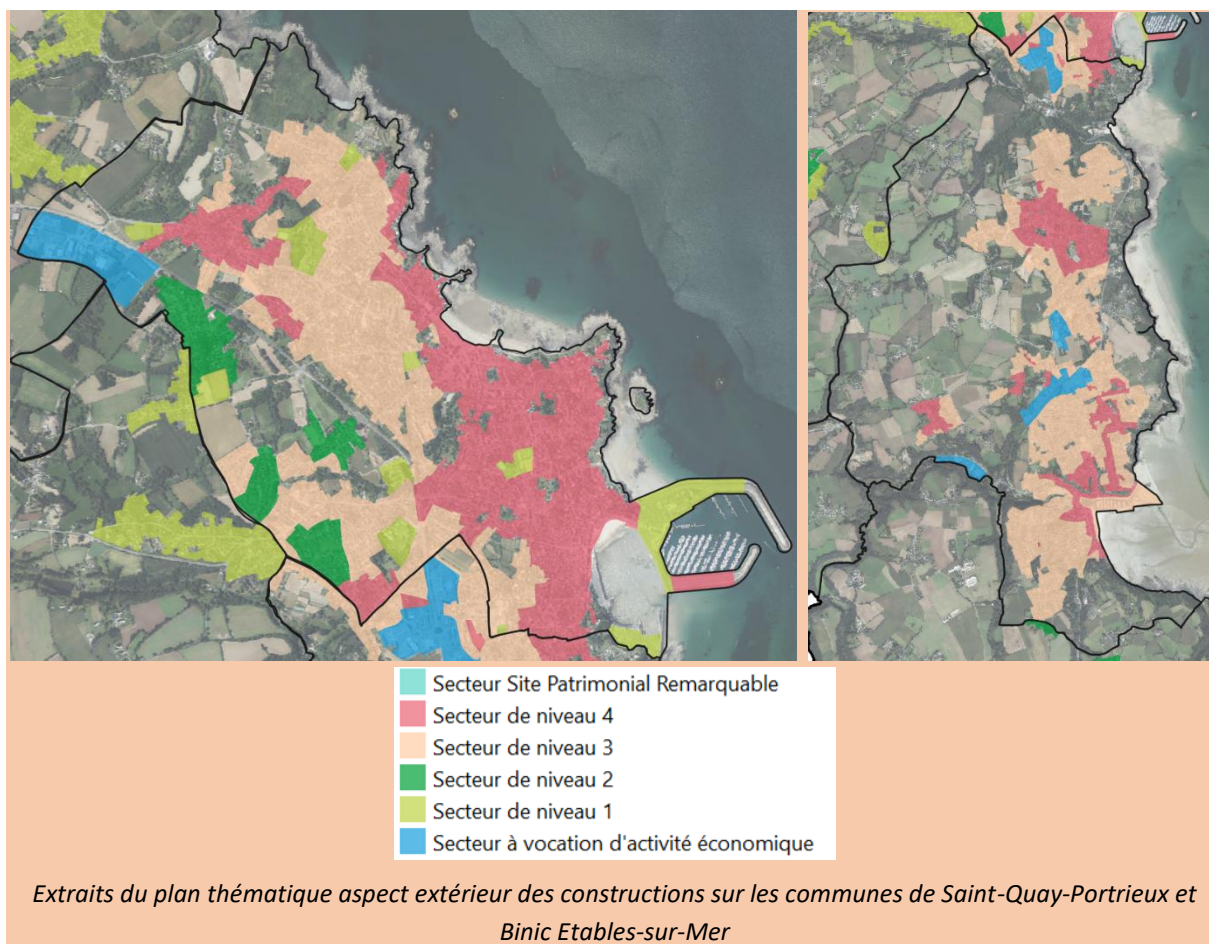 Secteur Site Patrimonial Remarquable
Secteur de niveau 4
Secteur de niveau 3
Secteur de niveau 2
Secteur de niveau 1
Secteur à vocation d'activité économique
Extraits du plan thématique aspect extérieur des constructions sur les communes de Saint-Quay-Portrieux et
Binic Etables-sur-Mer